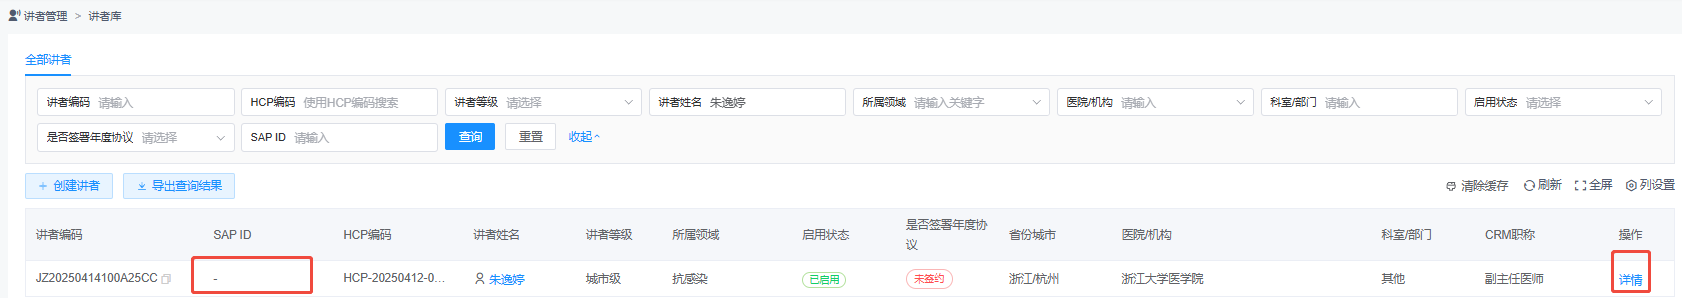 讲者管理 > 讲者库
全部讲者
讲者编码 请输入 HCP编码 使用HCP编码搜索 讲者等级 请选择 讲者姓名 朱逸婷 所属领域 请输入关键字 医院/机构 请输入 科室/部门 请输入 启用状态 请选择
是否签署年度协议 请选择 SAP ID 请输入 查询 重置 收起
+ 创建讲者 导出查询结果 清除缓存 刷新 全屏 列设置
讲者编码 SAP ID HCP编码 讲者姓名 讲者等级 所属领域 启用状态 是否签署年度协
议 省份城市 医院/机构 科室/部门 CRM职称 操作
JZ20250414100A25CC - HCP-20250412-0... 朱逸婷 城市级 抗感染 已启用 未签约 浙江/杭州 浙江大学医学院 其他 副主任医师 详情